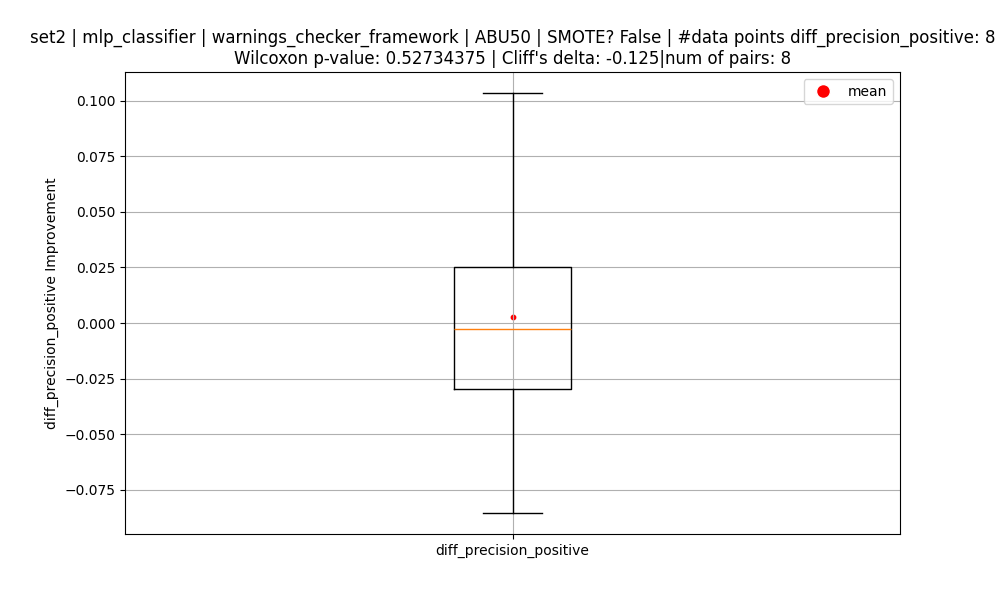 set2 | mlp_classifier | warnings_checker_framework | ABU50 | SMOTE? False | #data points diff_precision_positive: 8
Wilcoxon p-value: 0.52734375 | Cliff's delta: -0.125|num of pairs: 8
mean
0.100
0.075
0.050
0.025
0.000
−0.025
−0.050
−0.075
diff_precision_positive Improvement
diff_precision_positive